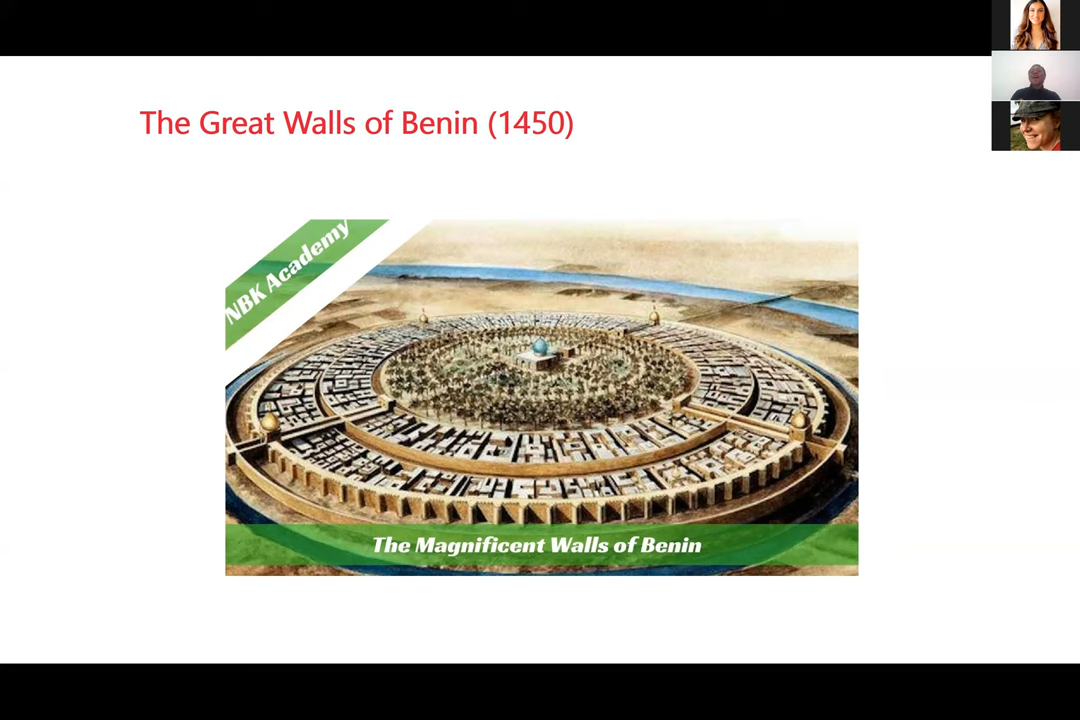 The Great Walls of Benin (1450)
NBK Academy
The Magnificent Walls of Benin